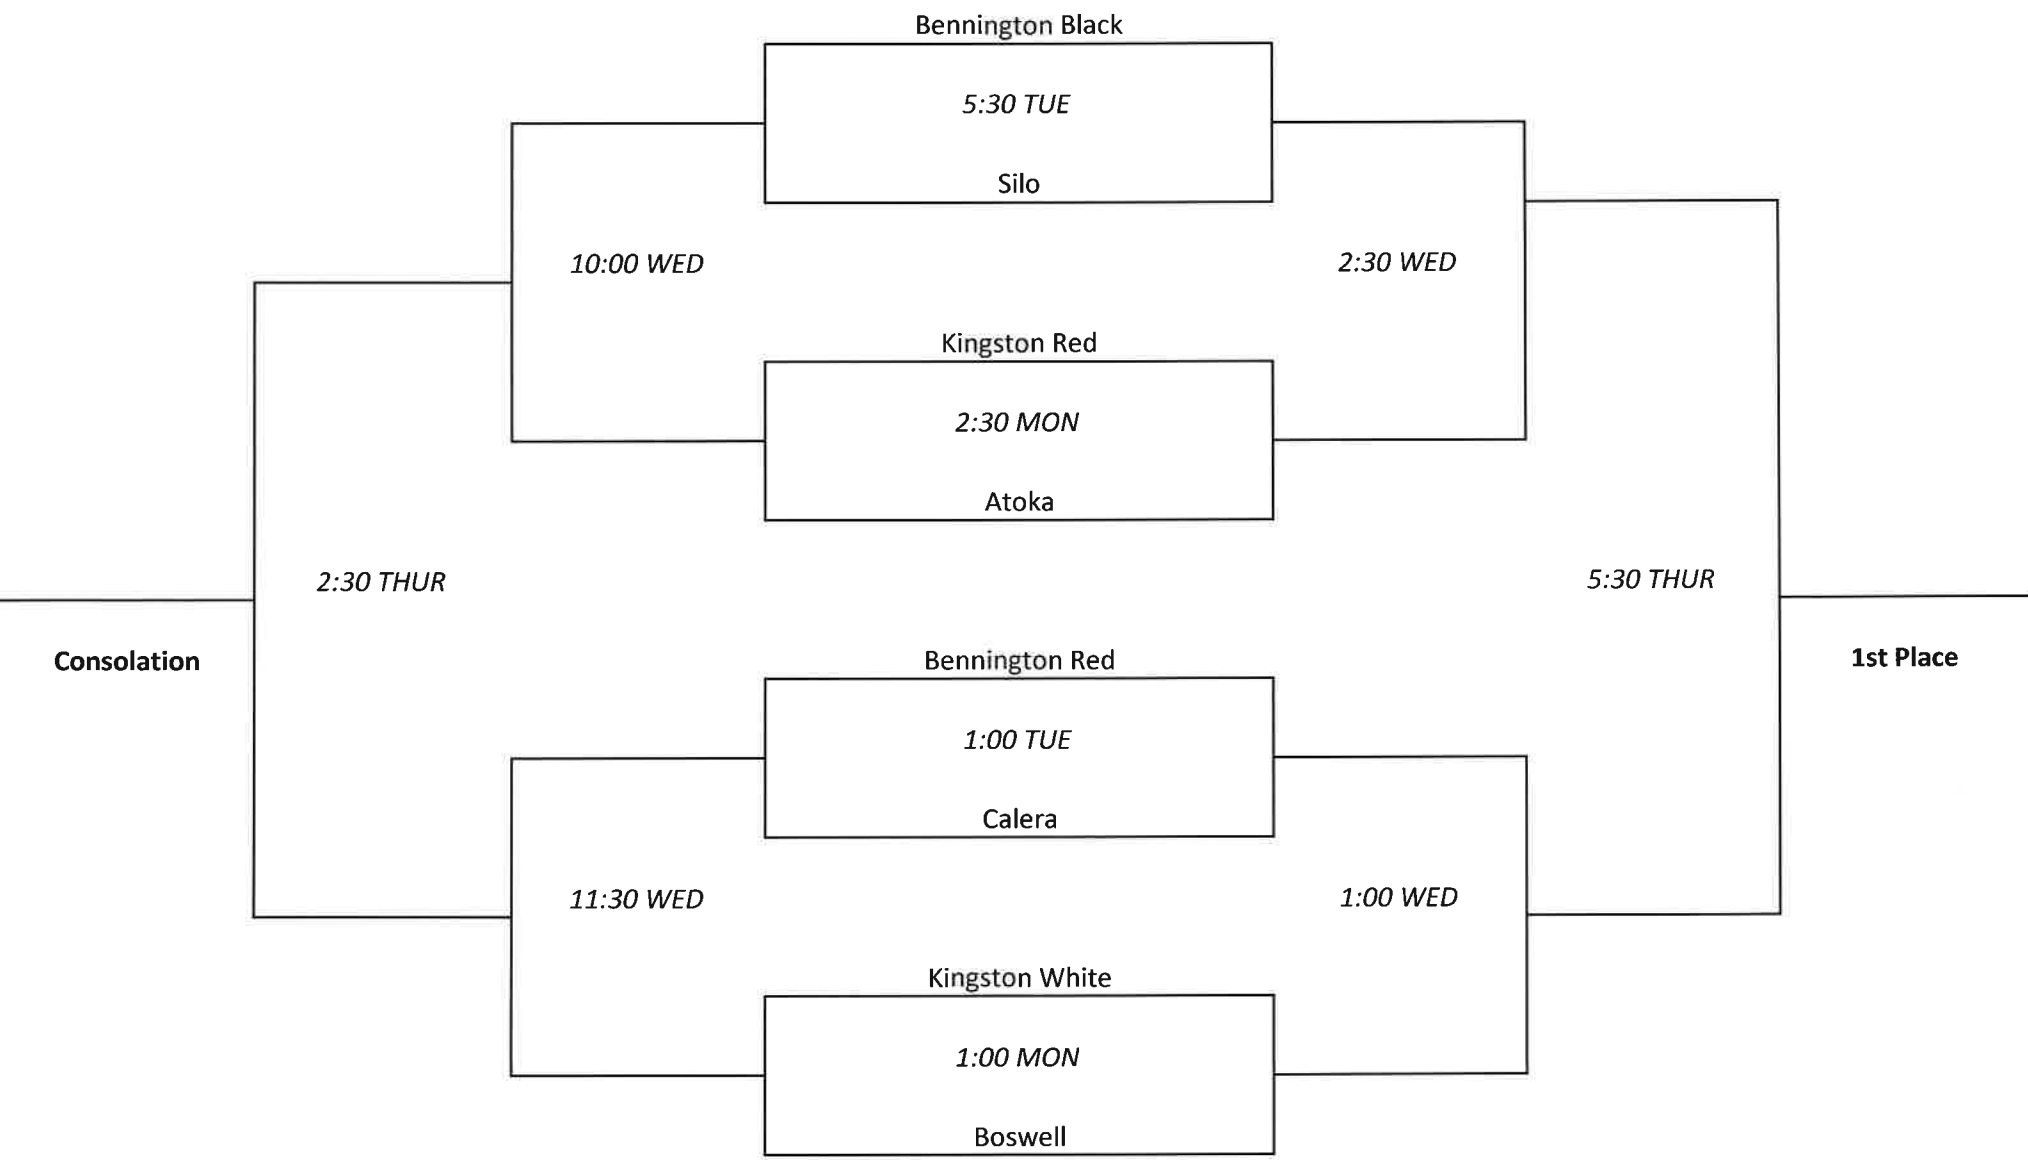 Bennington Black
5:30 TUE
Silo
10:00 WED
2:30 WED
Kingston Red
2:30 MON
Atoka
2:30 THUR
5:30 THUR
Consolation
Bennington Red
1st Place
1:00 TUE
Calera
11:30 WED
1:00 WED
Kingston White
1:00 MON
Boswell